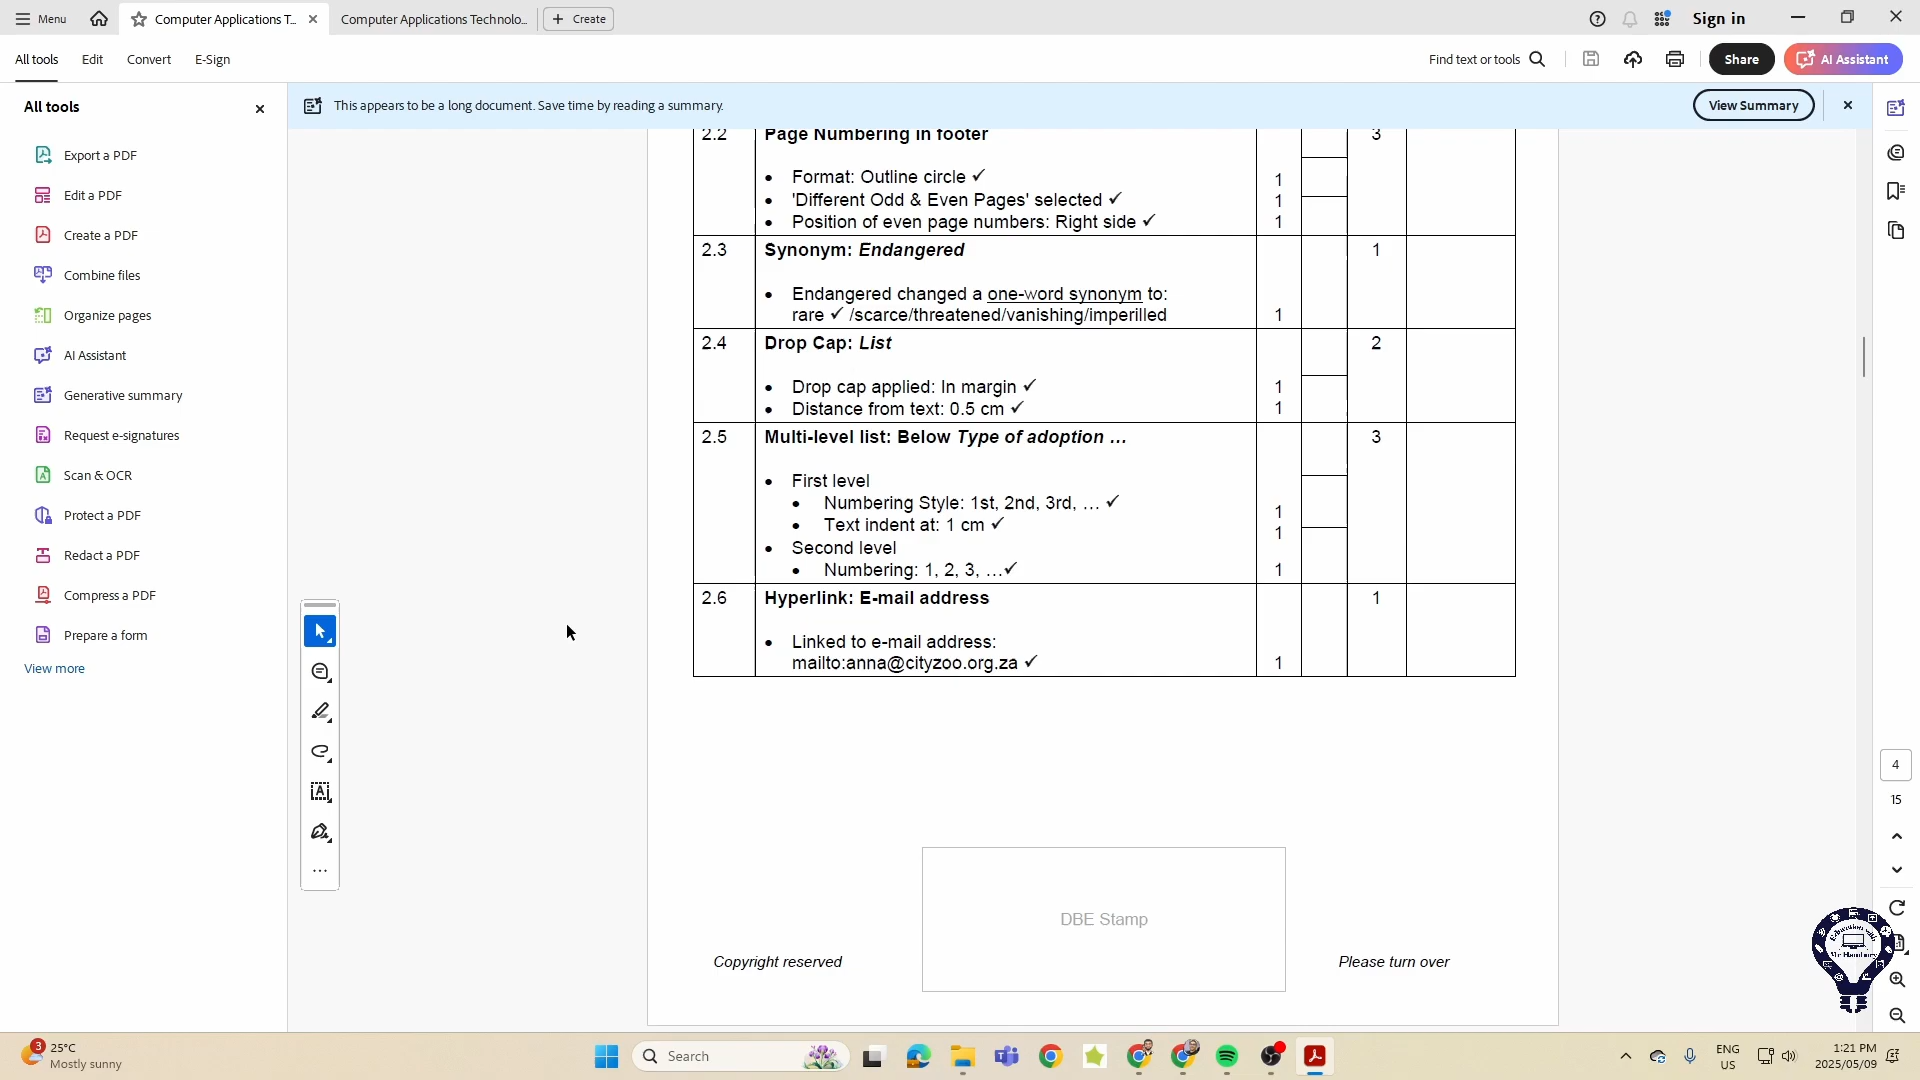 Menu
Computer Applications T...
Computer Applications Technolo...
Create
Sign in
All tools
Edit
Convert
E-Sign
Find text or tools
Share
AI Assistant
All tools
This appears to be a long document. Save time by reading a summary.
View Summary
Export a PDF
Edit a PDF
Create a PDF
Combine files
Organize pages
AI Assistant
Generative summary
Request e-signatures
Scan & OCR
Protect a PDF
Redact a PDF
Compress a PDF
Prepare a form
View more
2.2 Page Numbering in footer 3
• Format: Outline circle ✓ 1
• 'Different Odd & Even Pages' selected ✓ 1
• Position of even page numbers: Right side ✓ 1
2.3 Synonym: Endangered 1
• Endangered changed a one-word synonym to:
rare ✓ /scarce/threatened/vanishing/imperilled 1
2.4 Drop Cap: List 2
• Drop cap applied: In margin ✓ 1
• Distance from text: 0.5 cm ✓ 1
2.5 Multi-level list: Below Type of adoption … 3
• First level
• Numbering Style: 1st, 2nd, 3rd, … ✓ 1
• Text indent at: 1 cm ✓ 1
• Second level
• Numbering: 1, 2, 3, …✓ 1
2.6 Hyperlink: E-mail address 1
• Linked to e-mail address:
mailto:anna@cityzoo.org.za ✓ 1
DBE Stamp
Copyright reserved
Please turn over
4
15
3
25°C
Mostly sunny
Search
ENG
US
1:21 PM
2025/05/09